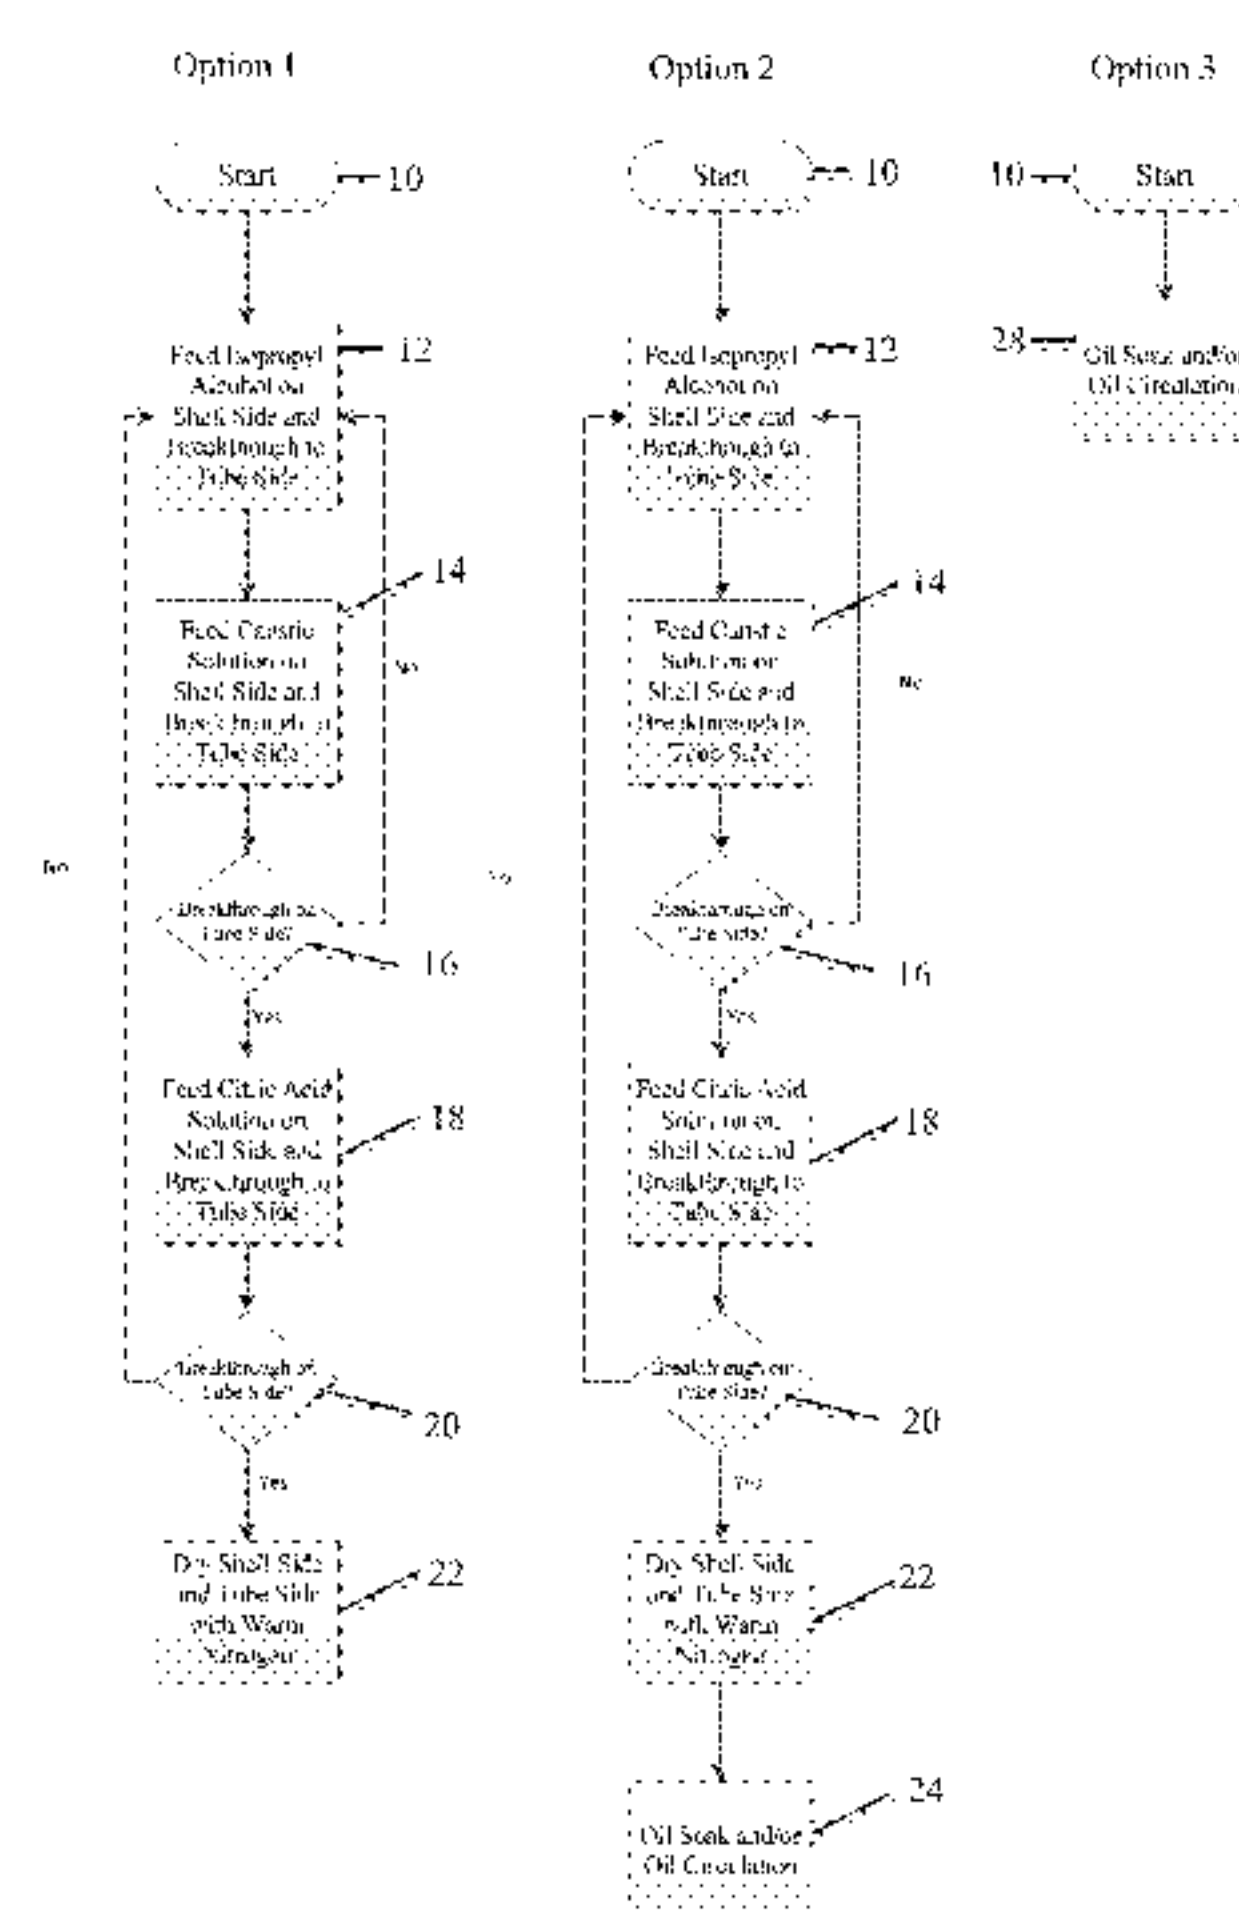 Option 1
Start
10
Feed Isopropyl
Alcohol on
Shell Side and
Breakthrough to
Tube Side
12
Feed Caustic
Solution on
Shell Side and
Breakthrough to
Tube Side
14
No
No
Breakthrough on
Tube Side?
16
Yes
Feed Citric Acid
Solution on
Shell Side and
Breakthrough to
Tube Side
18
Breakthrough on
Tube Side?
20
Yes
Dry Shell Side
and Tube Side
with Warm
Nitrogen
22
Option 2
Start
10
Feed Isopropyl
Alcohol on
Shell Side and
Breakthrough to
Tube Side
12
Feed Caustic
Solution on
Shell Side and
Breakthrough to
Tube Side
14
No
No
Breakthrough on
Tube Side?
16
Yes
Feed Citric Acid
Solution on
Shell Side and
Breakthrough to
Tube Side
18
Breakthrough on
Tube Side?
20
Yes
Dry Shell Side
and Tube Side
with Warm
Nitrogen
22
Oil Soak and/or
Oil Circulation
24
Option 3
10
Start
28
Oil Soak and/or
Oil Circulation